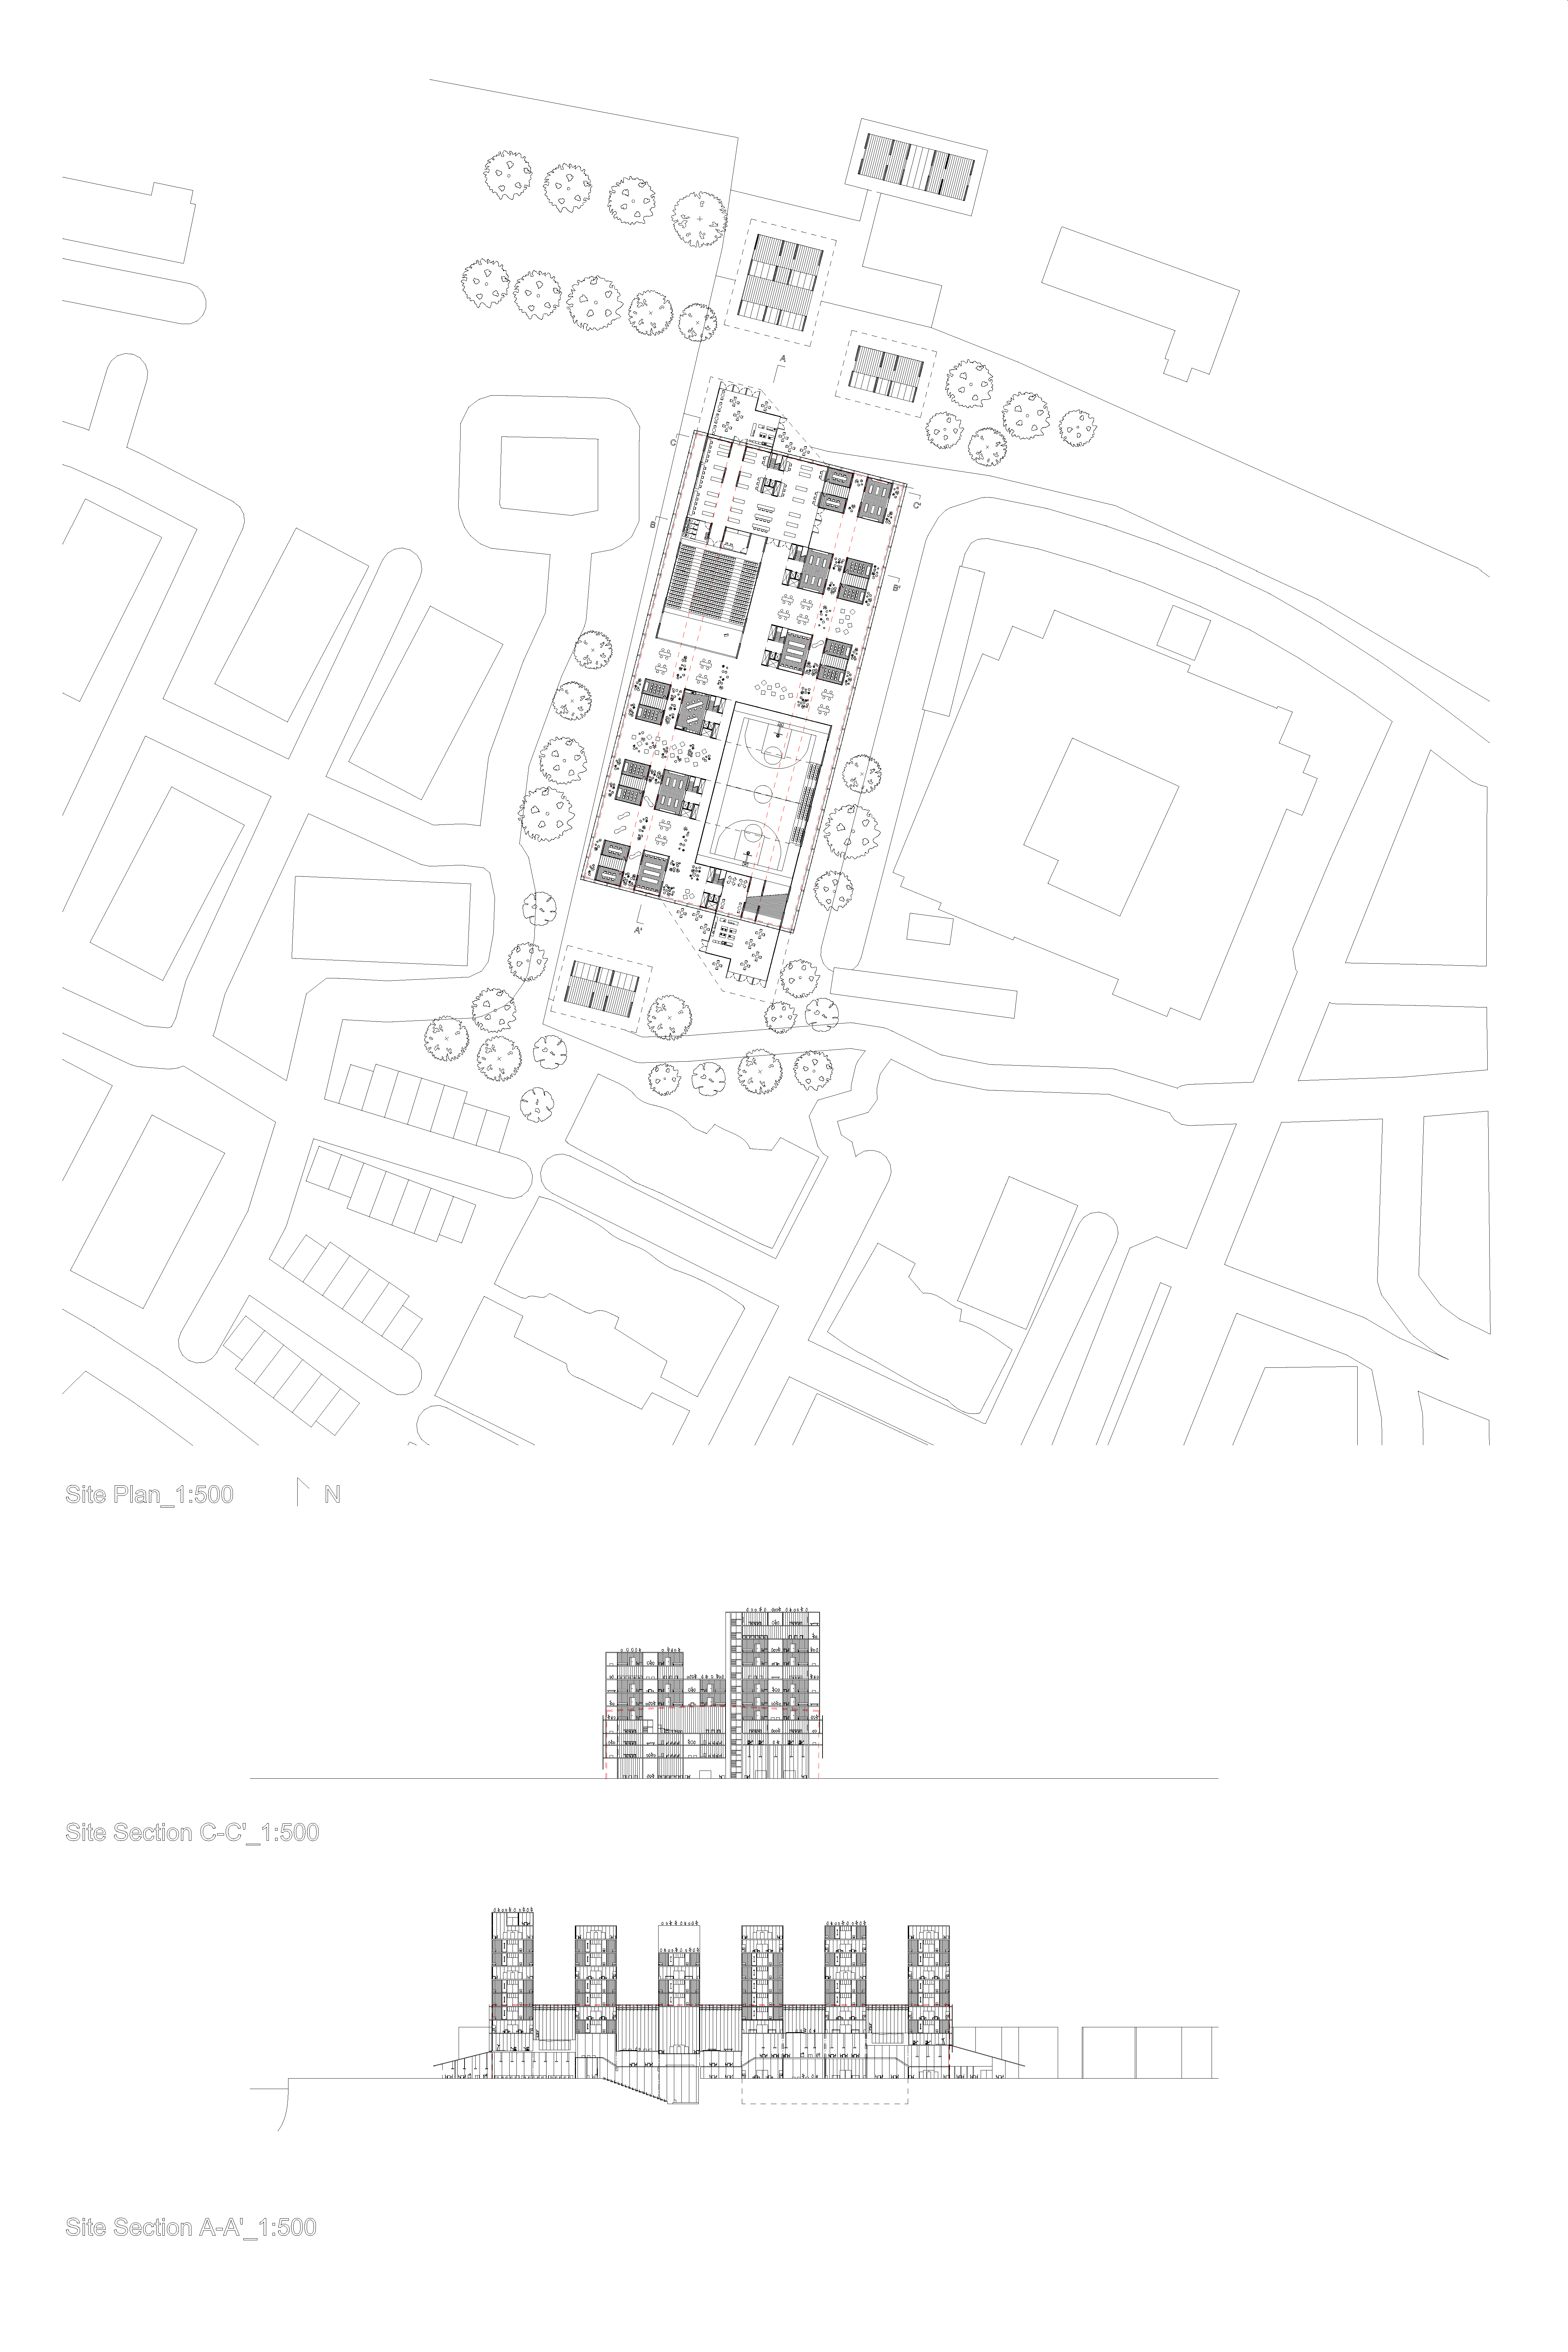 A
C
C'
B
B'
A'
Site Plan_1:500 N
Site Section C-C'_1:500
Site Section A-A'_1:500